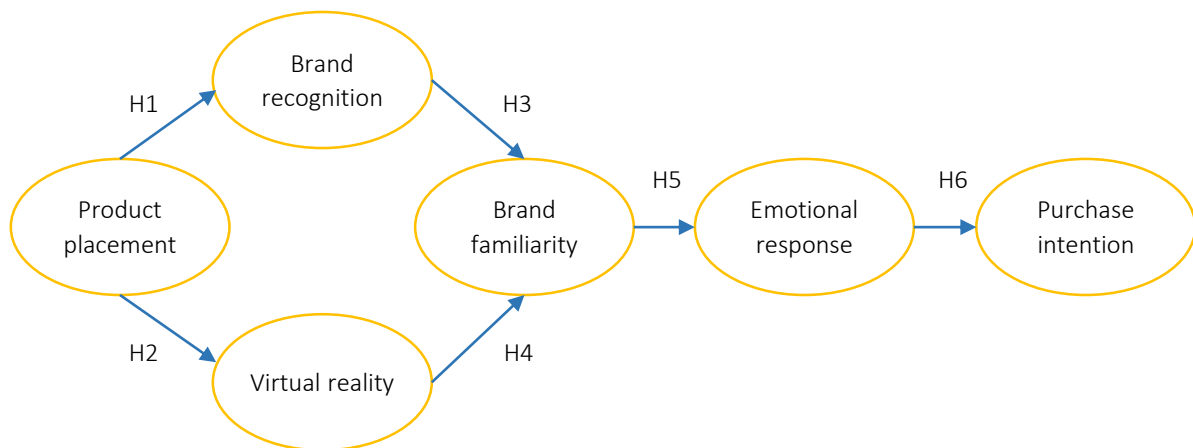 Brand
recognition
H1
H3
Product
placement
Brand
familiarity
H5
Emotional
response
H6
Purchase
intention
H2
H4
Virtual reality